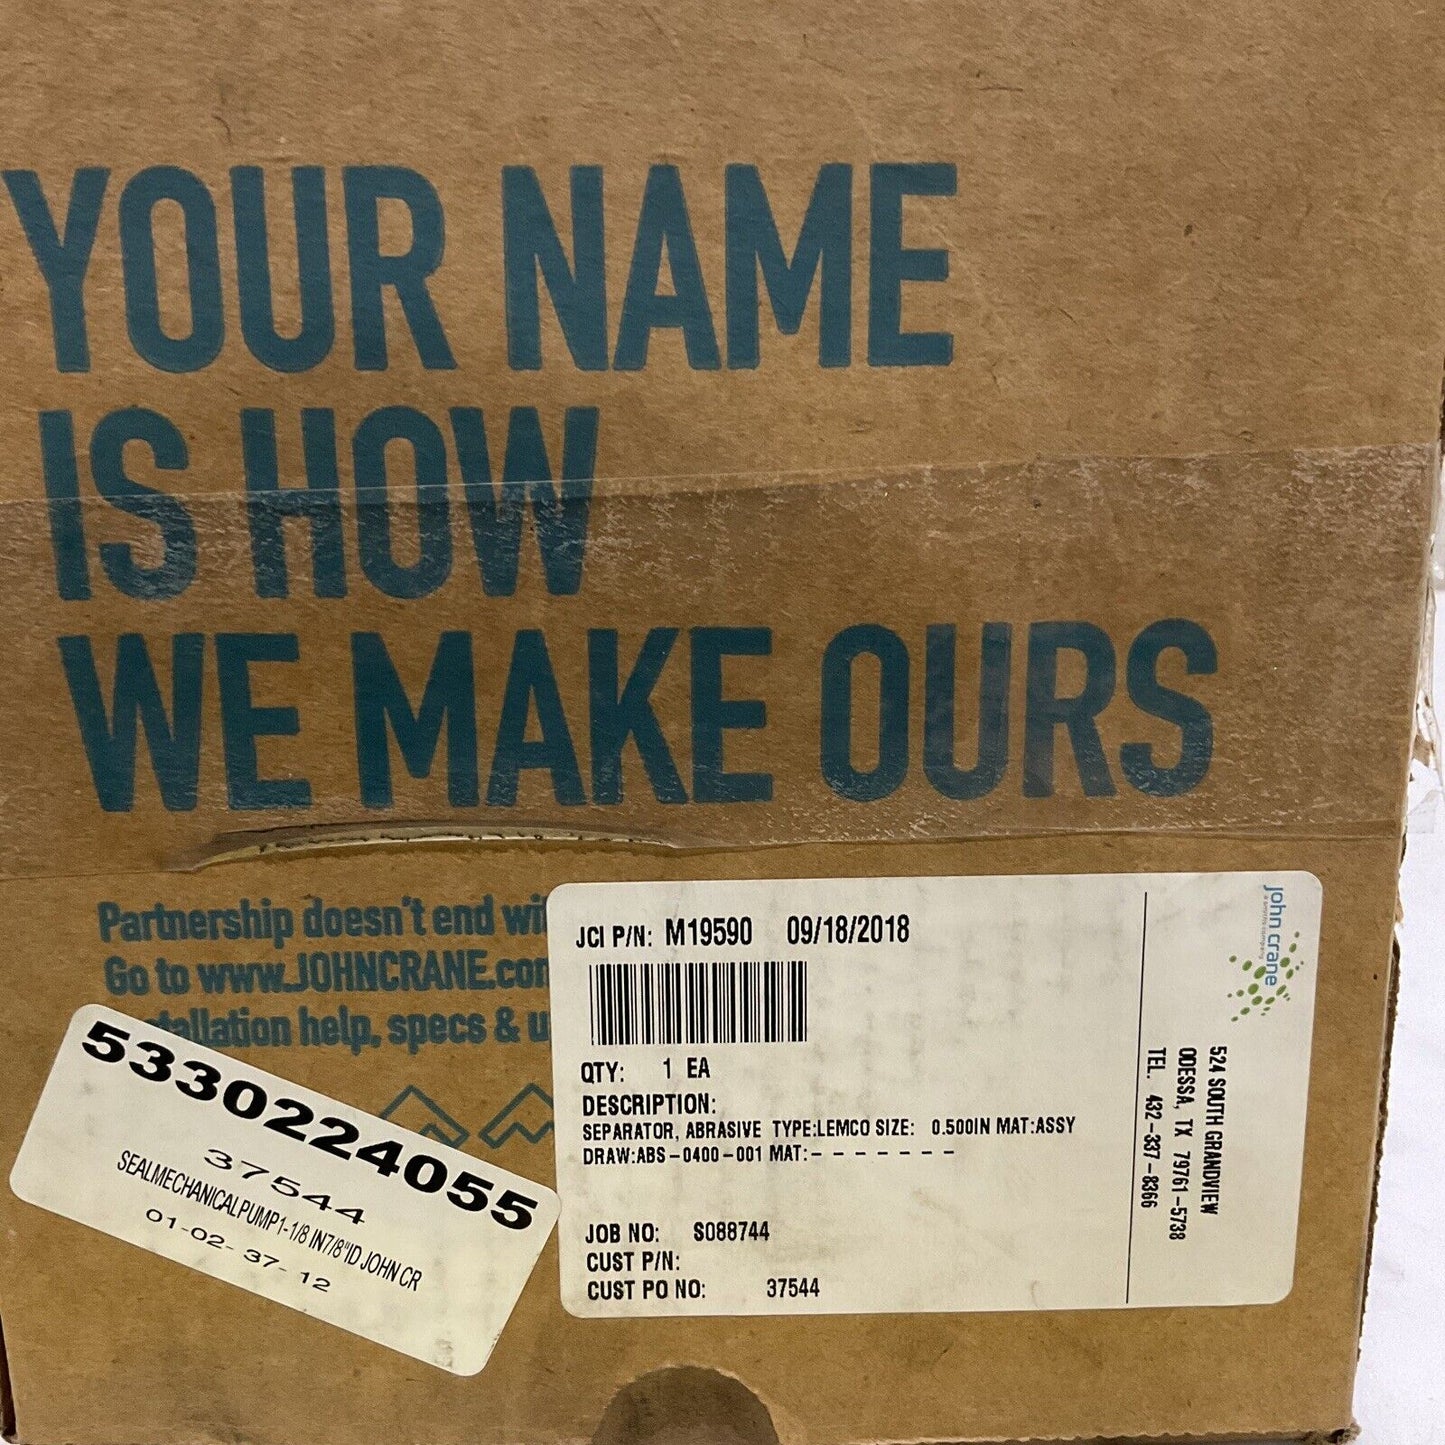 YOUR NAME
IS HOW
WE MAKE OURS
Partnership doesn't end
Go to www.JOHNCRANE.com
help, specs &
5330224055
37544
SEALMECHANICALPUMP1-1/8 IN7/8"ID JOHN CR
01-02-37-12
JCI P/N: M19590 09/18/2018
QTY: 1 EA
DESCRIPTION:
SEPARATOR, ABRASIVE TYPE:LEMCO SIZE: 0.500IN MAT:ASSY
DRAW:ABS-0400-001 MAT:-------
JOB NO: S088744
CUST P/N:
CUST PO NO: 37544
john crane
a smiths company
524 SOUTH GRANDVIEW
ODESSA, TX 79761-5738
TEL. 432-337-8366